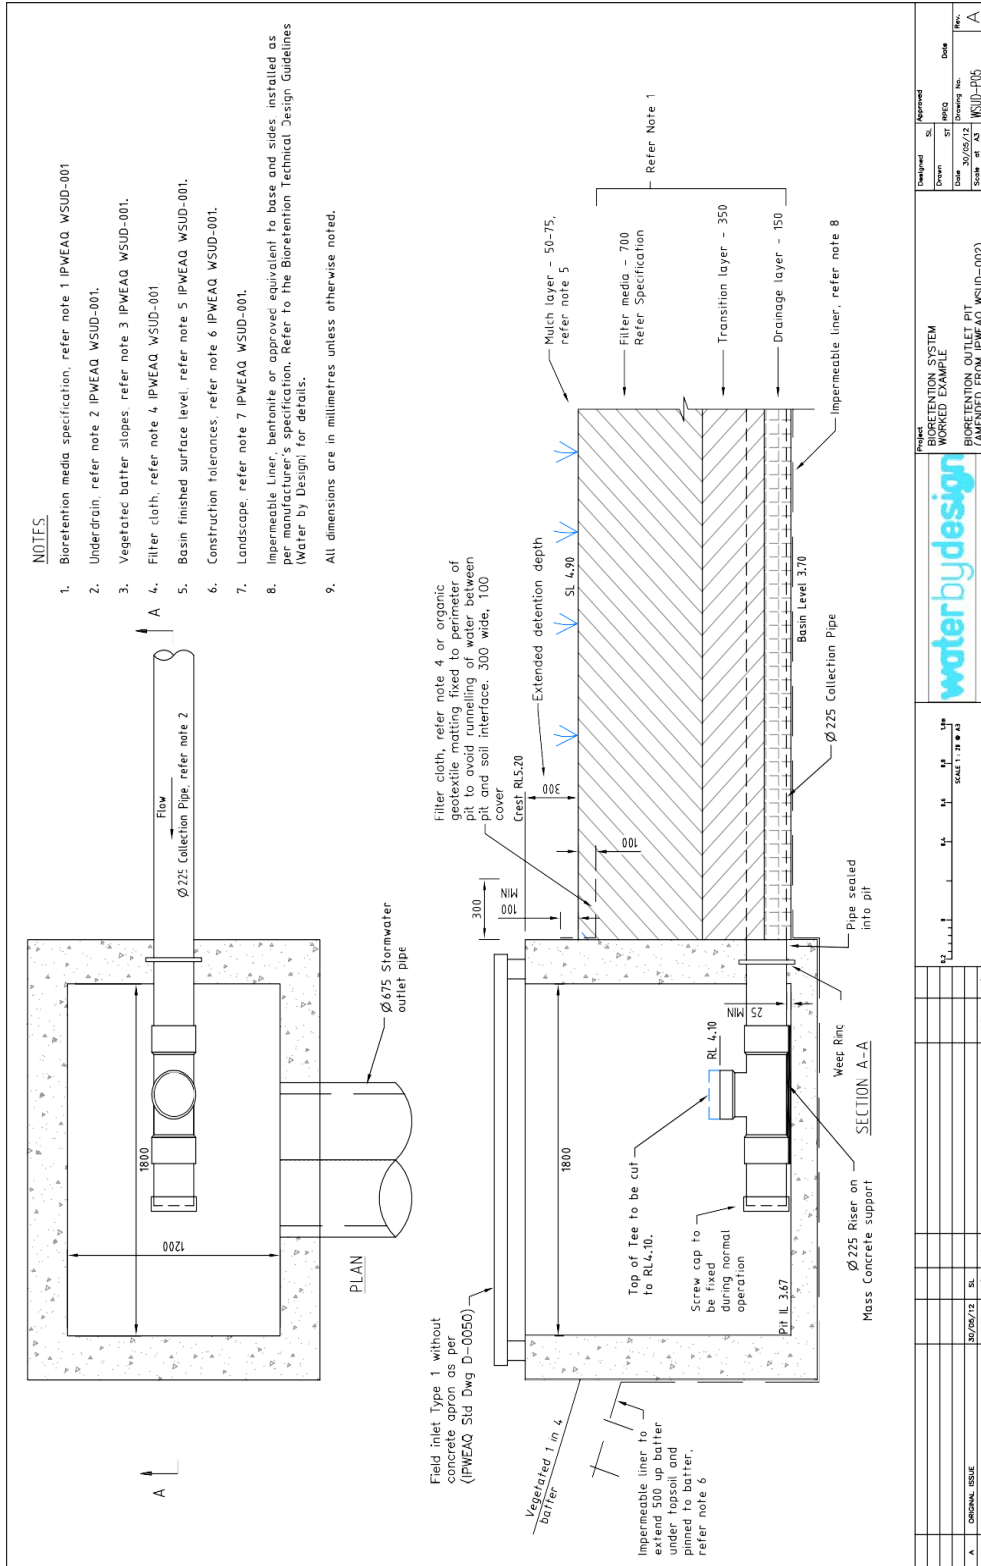 NOTES
1. Bioretention media specification, refer note 1 IPWEAQ WSUD-001
2. Underdrain, refer note 2 IPWEAQ WSUD-001.
3. Vegetated batter slopes, refer note 3 IPWEAQ WSUD-001.
4. Filter cloth, refer note 4 IPWEAQ WSUD-001
5. Basin finished surface level, refer note 5 IPWEAQ WSUD-001.
6. Construction tolerances, refer note 6 IPWEAQ WSUD-001.
7. Landscape, refer note 7 IPWEAQ WSUD-001.
8. Impermeable Liner, bentonite or approved equivalent to base and sides, installed as
per manufacturer's specification. Refer to the Bioretention Technical Design Guidelines
(Water by Design) for details.
9. All dimensions are in millimetres unless otherwise noted.
A
A
Flow
Ø225 Collection Pipe, refer note 2
1800
1200
Ø675 Stormwater
outlet pipe
PLAN
Field inlet Type 1 without
concrete apron as per
(IPWEAQ Std Dwg D-0050)
Filter cloth, refer note 4 or organic
geotextile matting fixed to perimeter of
pit to avoid runnelling of water between
pit and soil interface. 300 wide, 100
cover
Crest RL5.20
Extended detention depth
300
300
100
MIN
100
SL 4.90
Mulch layer - 50-75,
refer note 5
Filter media - 700
Refer Specification
Transition layer - 350
Drainage layer - 150
Refer Note 1
Impermeable liner, refer note 8
Basin Level 3.70
Ø225 Collection Pipe
Pipe sealed
into pit
Weep Ring
25 MIN
RL 4.10
1800
Top of Tee to be cut
to RL4.10.
Screw cap to
be fixed
during normal
operation
Pit IL 3.67
Ø225 Riser on
Mass Concrete support
SECTION A-A
Vegetated 1 in 4
batter
Impermeable liner to
extend 500 up batter
under topsoil and
pinned to batter,
refer note 6
A ORIGINAL ISSUE 30/05/12 SL
SCALE 1 : 20 @ A3
waterbydesign
Project
BIORETENTION SYSTEM
WORKED EXAMPLE
BIORETENTION OUTLET PIT
(AMENDED FROM IPWEAQ WSUD-002)
Designed SL
Drawn ST
Date 30/05/12
Scale at A3
Approved
RPEQ Date
Drawing No. WSUD-P05
Rev. A